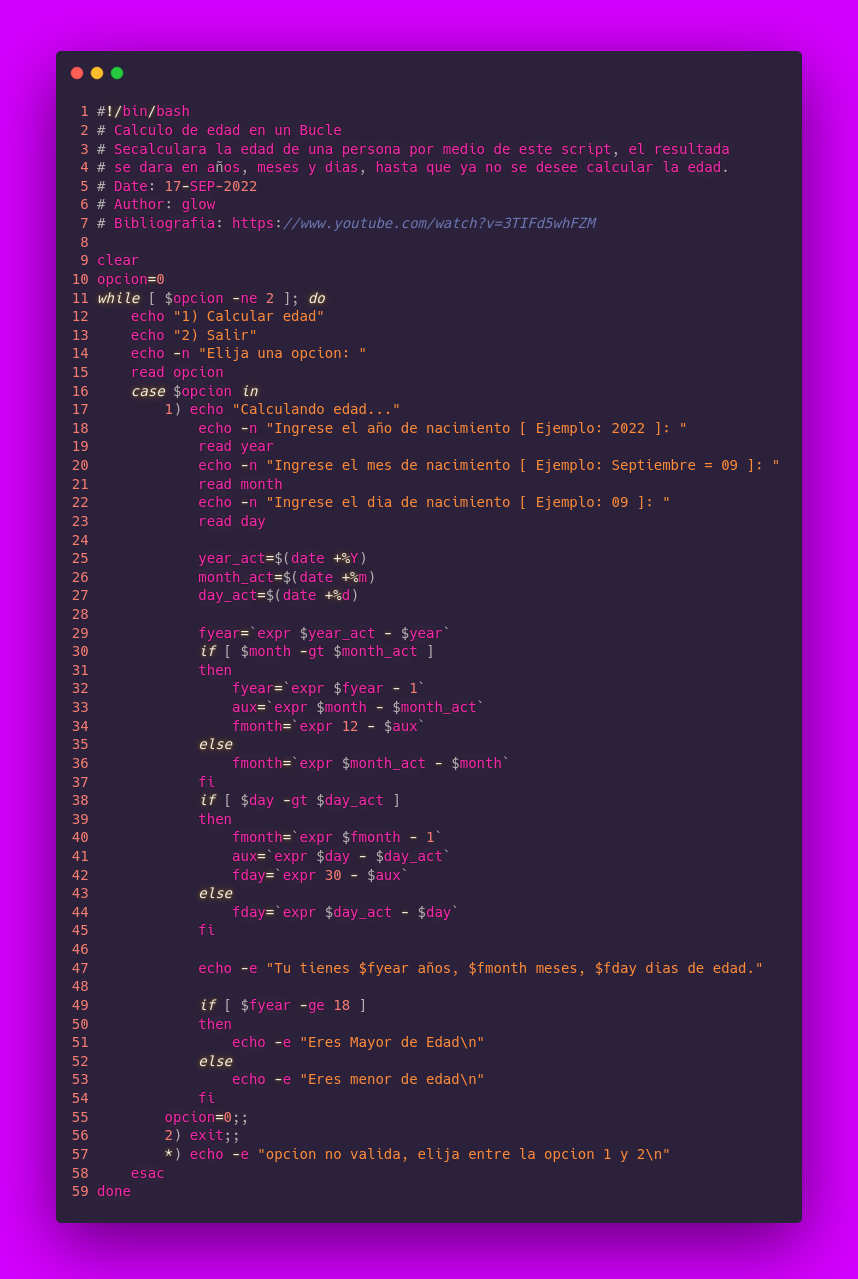 1 #!/bin/bash
2 # Calculo de edad en un Bucle
3 # Secalculara la edad de una persona por medio de este script, el resultada
4 # se dara en años, meses y dias, hasta que ya no se desee calcular la edad.
5 # Date: 17-SEP-2022
6 # Author: glow
7 # Bibliografia: https://www.youtube.com/watch?v=3TIFd5whFZM
8
9 clear
10 opcion=0
11 while [ $opcion -ne 2 ]; do
12     echo "1) Calcular edad"
13     echo "2) Salir"
14     echo -n "Elija una opcion: "
15     read opcion
16     case $opcion in
17         1) echo "Calculando edad..."
18             echo -n "Ingrese el año de nacimiento [ Ejemplo: 2022 ]: "
19             read year
20             echo -n "Ingrese el mes de nacimiento [ Ejemplo: Septiembre = 09 ]: "
21             read month
22             echo -n "Ingrese el dia de nacimiento [ Ejemplo: 09 ]: "
23             read day
24
25             year_act=$(date +%Y)
26             month_act=$(date +%m)
27             day_act=$(date +%d)
28
29             fyear=`expr $year_act - $year`
30             if [ $month -gt $month_act ]
31             then
32                 fyear=`expr $fyear - 1`
33                 aux=`expr $month - $month_act`
34                 fmonth=`expr 12 - $aux`
35             else
36                 fmonth=`expr $month_act - $month`
37             fi
38             if [ $day -gt $day_act ]
39             then
40                 fmonth=`expr $fmonth - 1`
41                 aux=`expr $day - $day_act`
42                 fday=`expr 30 - $aux`
43             else
44                 fday=`expr $day_act - $day`
45             fi
46
47             echo -e "Tu tienes $fyear años, $fmonth meses, $fday dias de edad."
48
49             if [ $fyear -ge 18 ]
50             then
51                 echo -e "Eres Mayor de Edad\n"
52             else
53                 echo -e "Eres menor de edad\n"
54             fi
55         opcion=0;;
56         2) exit;;
57         *) echo -e "opcion no valida, elija entre la opcion 1 y 2\n"
58     esac
59 done